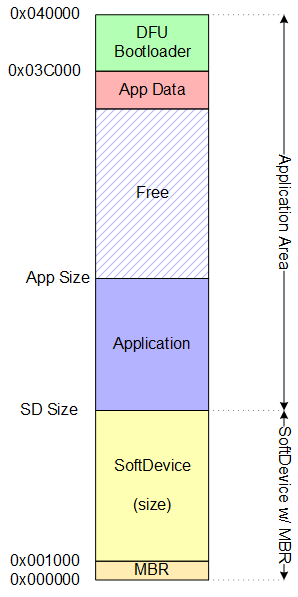 0x040000
DFU
Bootloader
0x03C000
App Data
Free
Application Area
App Size
Application
SD Size
SoftDevice
(size)
SoftDevice w/ MBR
0x001000
MBR
0x000000